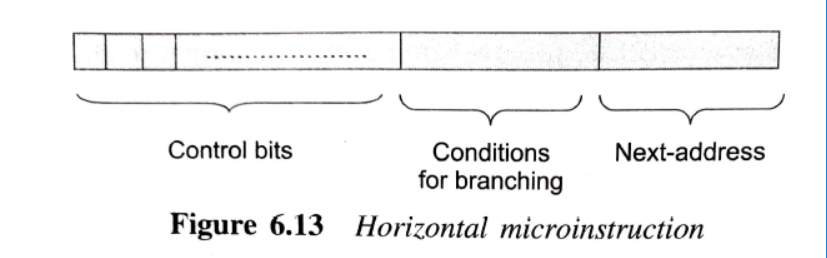 Control bits
Conditions
for branching
Next-address
Figure 6.13 Horizontal microinstruction